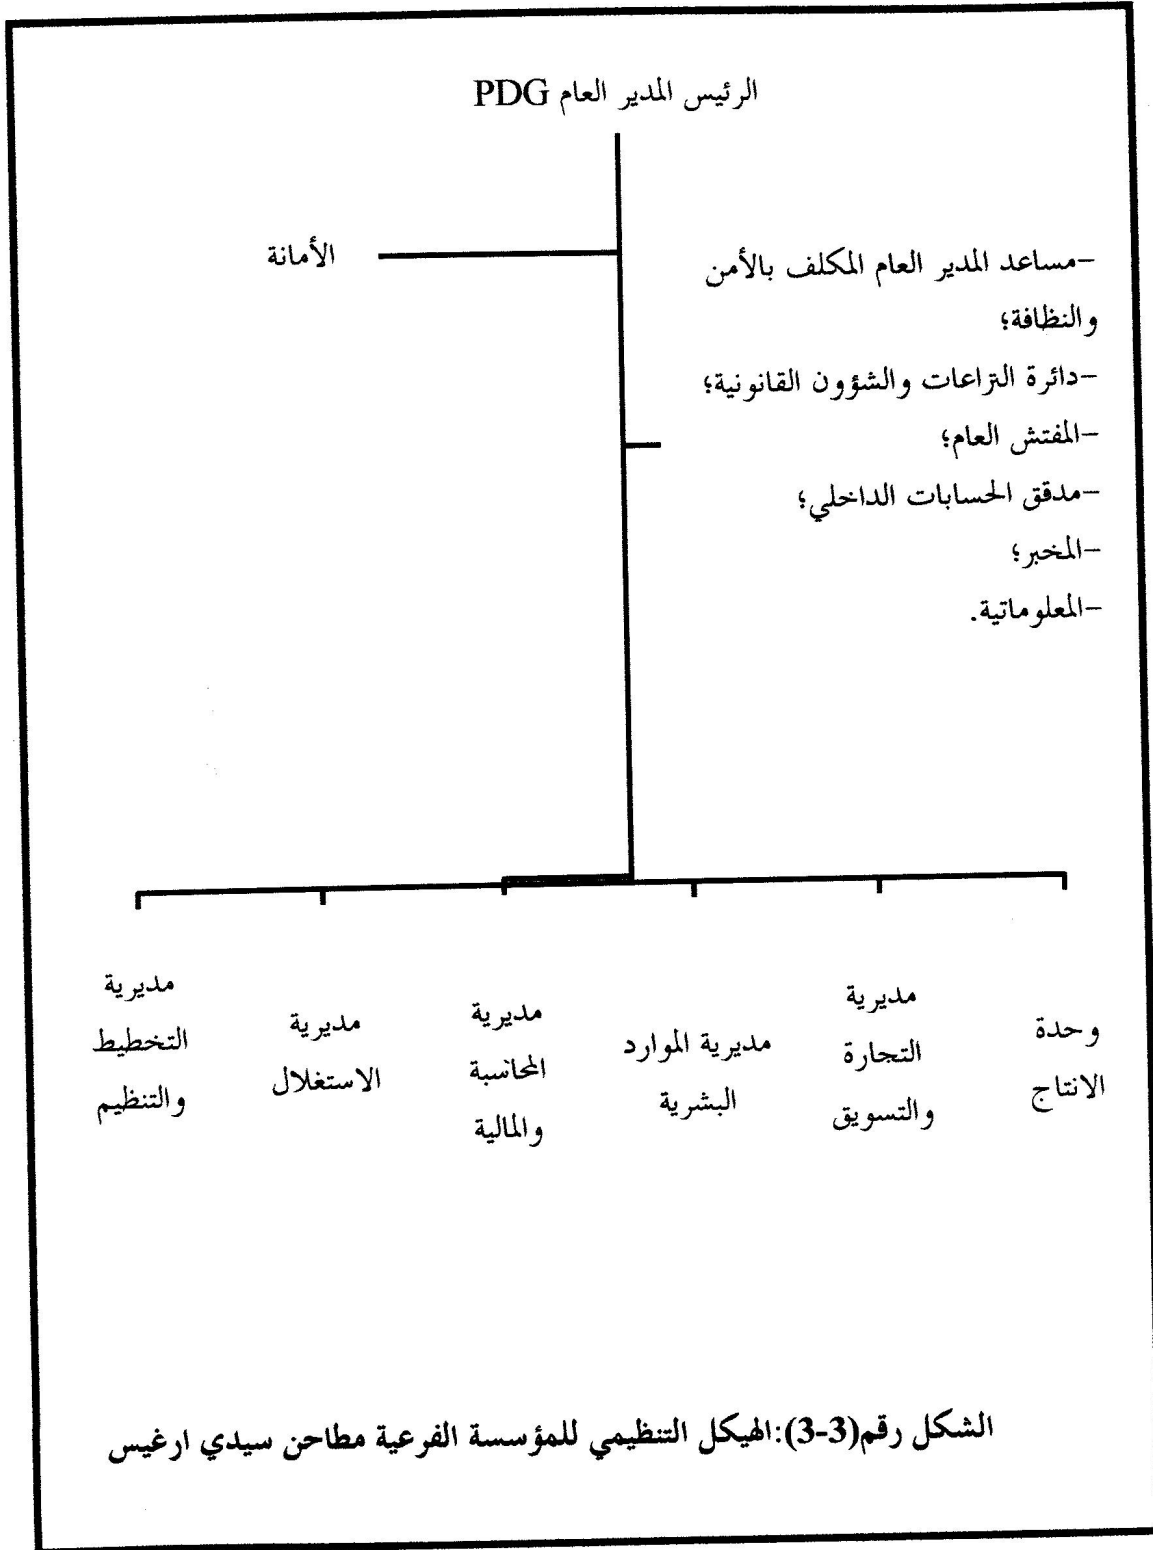 الرئيس المدير العام PDG
الأمانة
-مساعد المدير العام المكلف بالأمن
والنظافة؛
-دائرة التراعات والشؤون القانونية؛
-المفتش العام؛
-مدقق الحسابات الداخلي؛
-المخبر؛
-المعلوماتية.
وحدة
الانتاج
مديرية
التجارة
والتسويق
مديرية الموارد
البشرية
مديرية
المحاسبة
والمالية
مديرية
الاستغلال
مديرية
التخطيط
والتنظيم
الشكل رقم(3-3):الهيكل التنظيمي للمؤسسة الفرعية مطاحن سيدي ارغيس